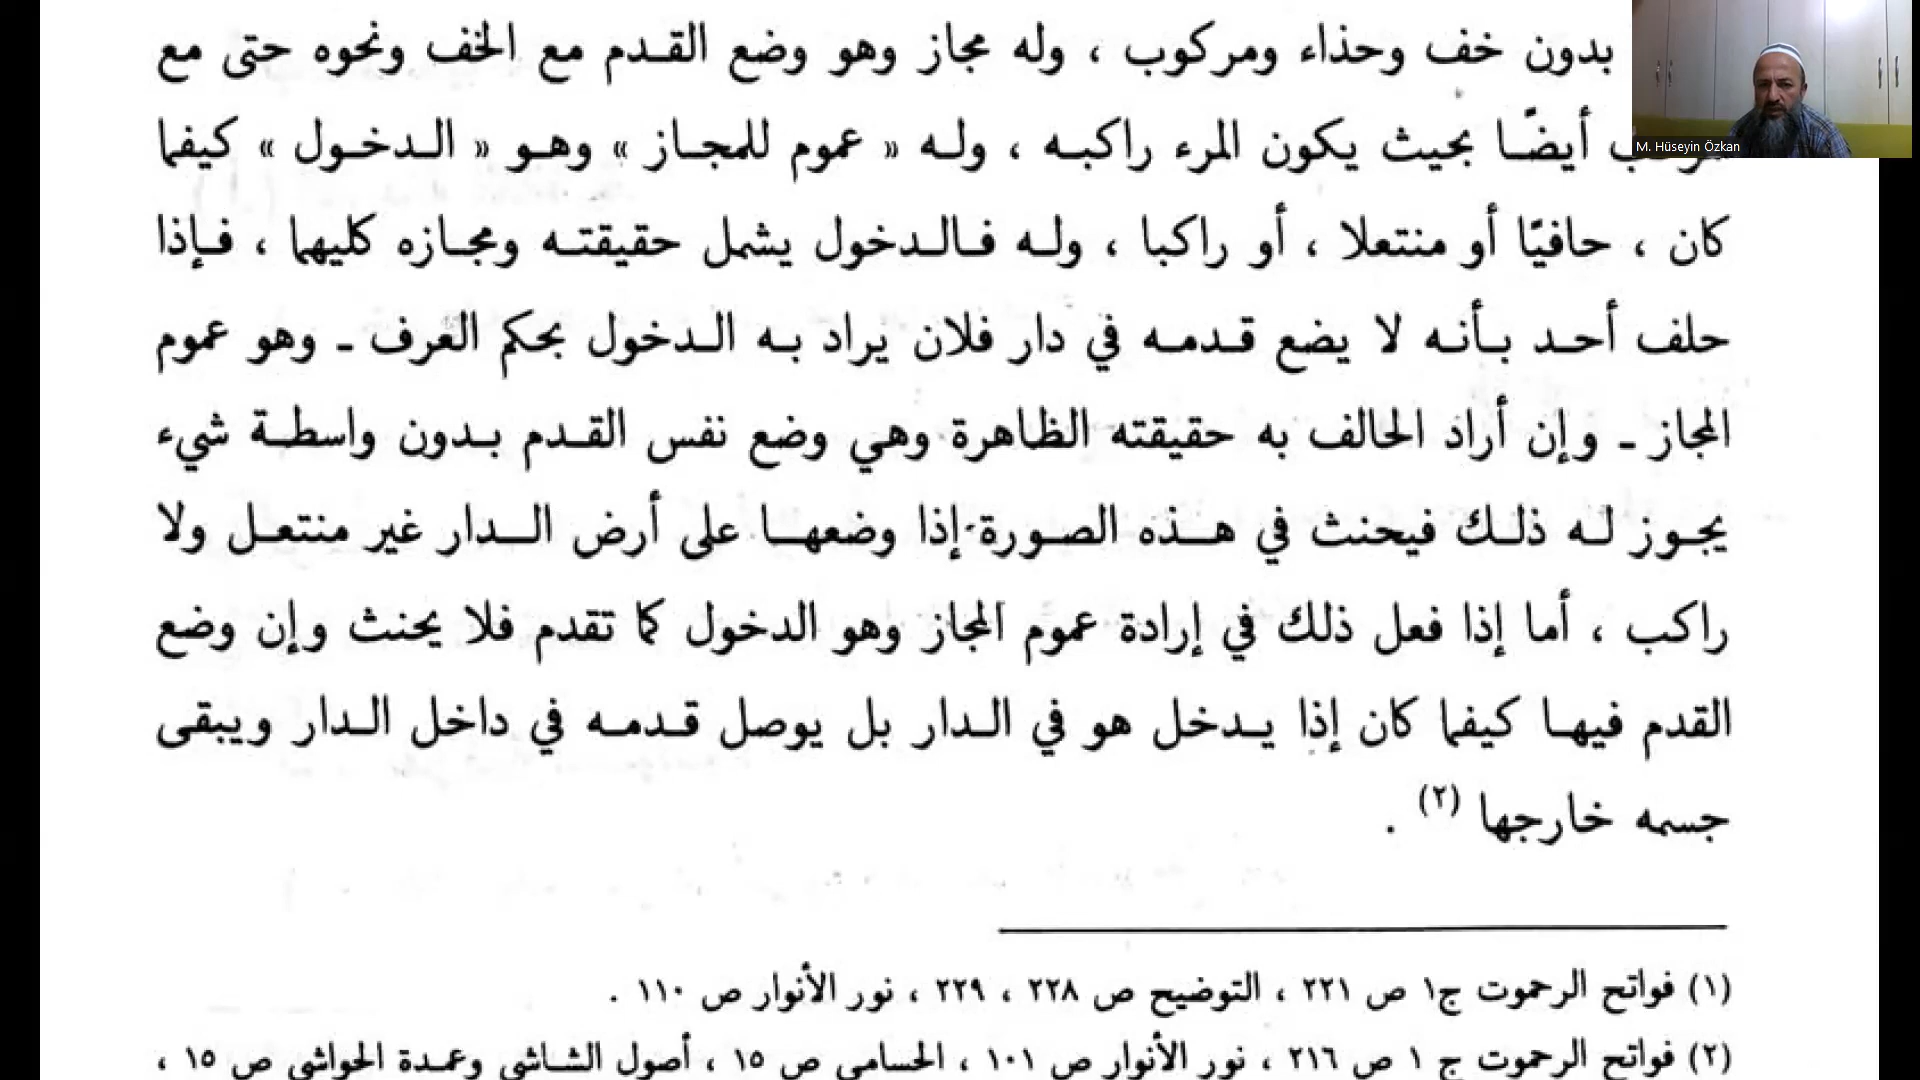 بدون خف وحذاء ومركوب ، وله مجاز وهو وضع القدم مع الخف ونحوه حتى مع
أيضًا بحيث يكون المرء راكبه ، وله « عموم للمجاز » وهو « الدخول » كيفما
كان ، حافيًا أو منتعلا ، أو راكبا ، وله فالدخول يشمل حقيقته ومجازه كليهما ، فإذا
حلف أحد بأنه لا يضع قدمه في دار فلان يراد به الدخول بحكم العرف - وهو عموم
المجاز - وإن أراد الحالف به حقيقته الظاهرة وهي وضع نفس القدم بدون واسطة شيء
يجوز له ذلك فيحنث في هذه الصورة إذا وضعها على أرض الدار غير منتعل ولا
راكب ، أما إذا فعل ذلك في إرادة عموم المجاز وهو الدخول كما تقدم فلا يحنث وإن وضع
القدم فيها كيفما كان إذا يدخل هو في الدار بل يوصل قدمه في داخل الدار ويبقى
جسمه خارجها (٢) .
(١) فواتح الرحموت ج١ ص ٢٢١ ، التوضيح ص ٢٢٨ ، ٢٢٩ ، نور الأنوار ص ١١٠ .
(٢) فواتح الرحموت ج ١ ص ٢١٦ ، نور الأنوار ص ١٠١ ، الحسامي ص ١٥ ، أصول الشاشي وعمدة الحواشي ص ١٥ ،
M. Hüseyin Özkan